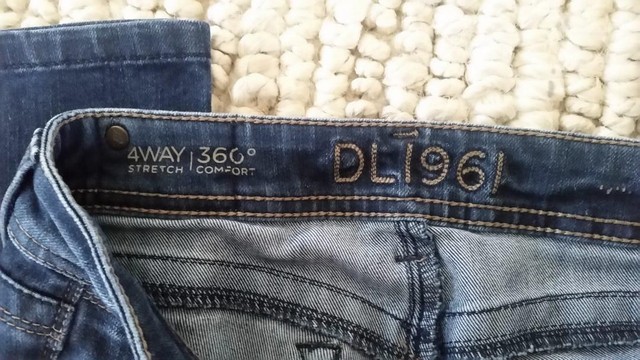 4WAY | 360°
STRETCH | COMFORT
DL1961